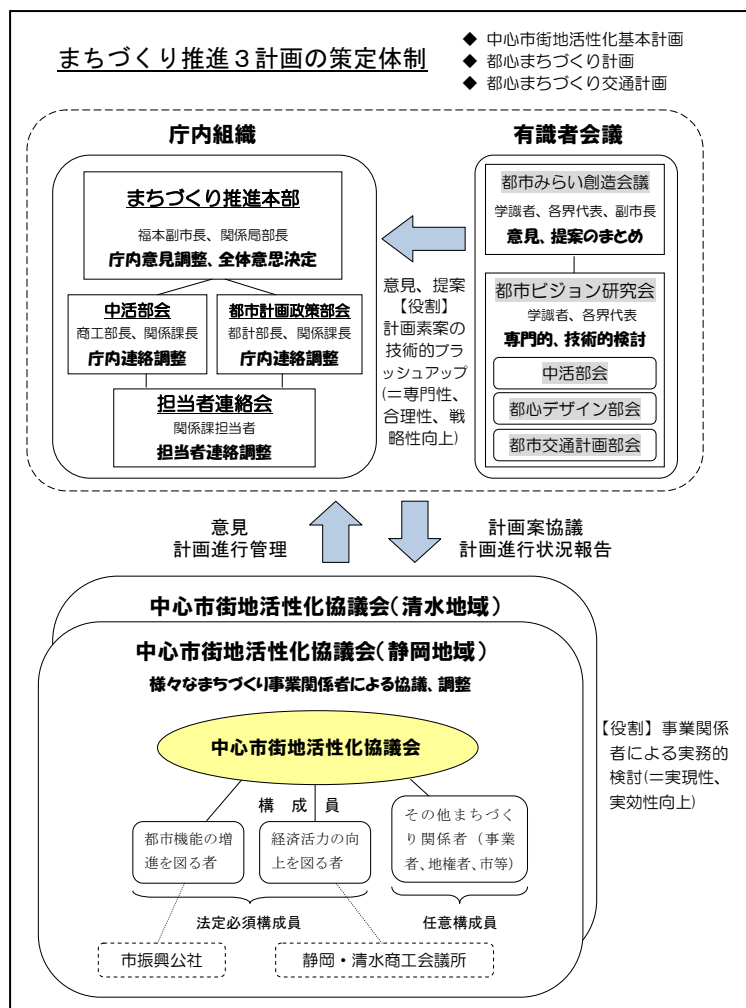 まちづくり推進３計画の策定体制
◆ 中心市街地活性化基本計画
◆ 都心まちづくり計画
◆ 都心まちづくり交通計画
庁内組織
まちづくり推進本部
福本副市長、関係局部長
庁内意見調整、全体意思決定
中活部会
商工部長、関係課長
庁内連絡調整
都市計画政策部会
都計部長、関係課長
庁内連絡調整
担当者連絡会
関係課担当者
担当者連絡調整
意見、提案
【役割】
計画素案の
技術的ブラ
ッシュアップ
(＝専門性、
合理性、戦
略性向上)
有識者会議
都市みらい創造会議
学識者、各界代表、副市長
意見、提案のまとめ
都市ビジョン研究会
学識者、各界代表
専門的、技術的検討
中活部会
都心デザイン部会
都市交通計画部会
意見
計画進行管理
計画案協議
計画進行状況報告
中心市街地活性化協議会（清水地域）
中心市街地活性化協議会（静岡地域）
様々なまちづくり事業関係者による協議、調整
中心市街地活性化協議会
構 成 員
都市機能の増
進を図る者
経済活力の向
上を図る者
その他まちづく
り関係者（事業
者、地権者、市等）
法定必須構成員
任意構成員
市振興公社
静岡・清水商工会議所
【役割】事業関係
者による実務的
検討(＝実現性、
実効性向上)